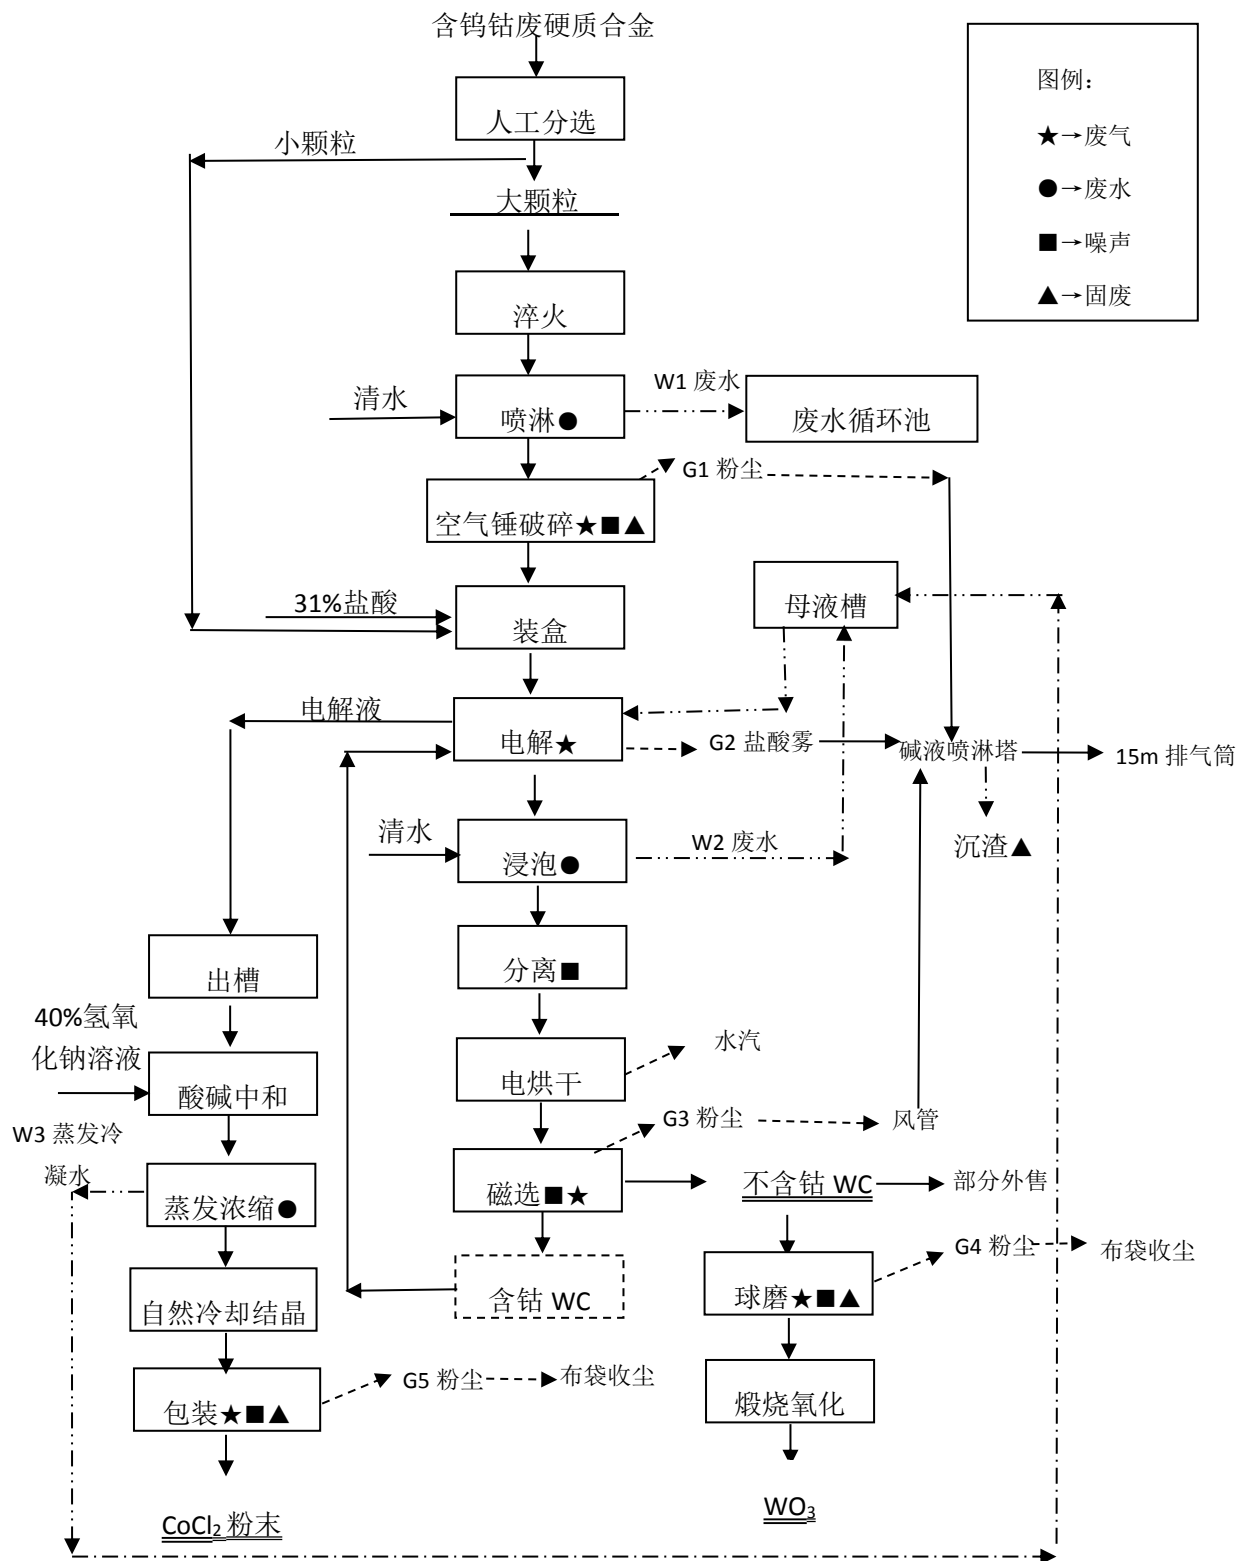 含钨钴废硬质合金
图例：
★→废气
●→废水
■→噪声
▲→固废
人工分选
小颗粒
大颗粒
淬火
清水
喷淋●
W1 废水
废水循环池
G1 粉尘
空气锤破碎★■▲
31%盐酸
装盒
母液槽
电解液
电解★
G2 盐酸雾
碱液喷淋塔
15m 排气筒
清水
浸泡●
W2 废水
沉渣▲
出槽
分离■
40%氢氧
化钠溶液
酸碱中和
电烘干
水汽
G3 粉尘
风管
W3 蒸发冷
凝水
蒸发浓缩●
磁选■★
不含钴 WC
部分外售
自然冷却结晶
含钴 WC
球磨★■▲
G4 粉尘
布袋收尘
包装★■▲
G5 粉尘
布袋收尘
煅烧氧化
CoCl₂ 粉末
WO₃